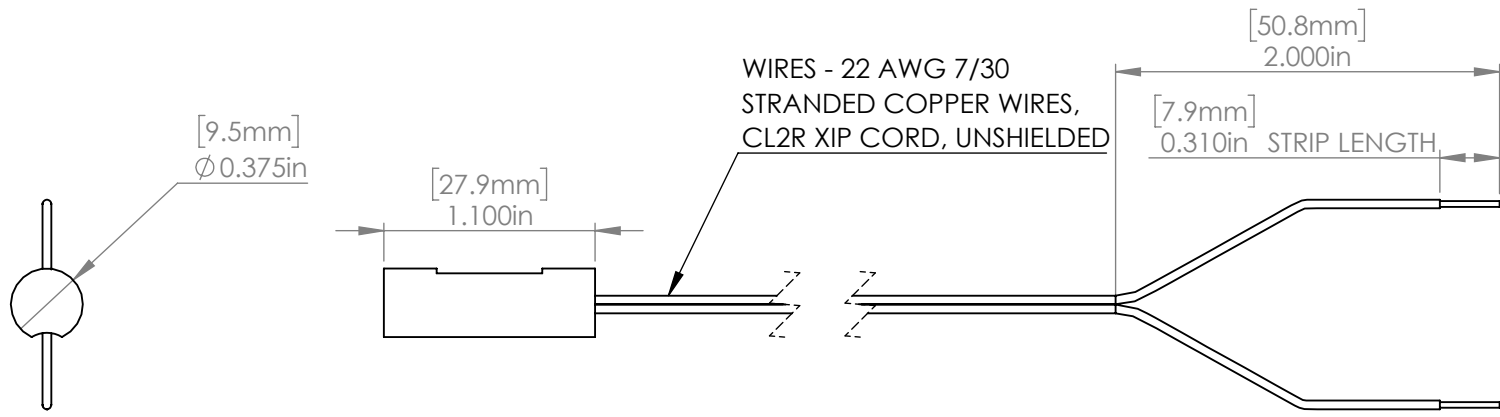 [50.8mm]
2.000in
WIRES - 22 AWG 7/30
STRANDED COPPER WIRES,
CL2R XIP CORD, UNSHIELDED
[7.9mm]
0.310in STRIP LENGTH
[9.5mm]
∅0.375in
[27.9mm]
1.100in